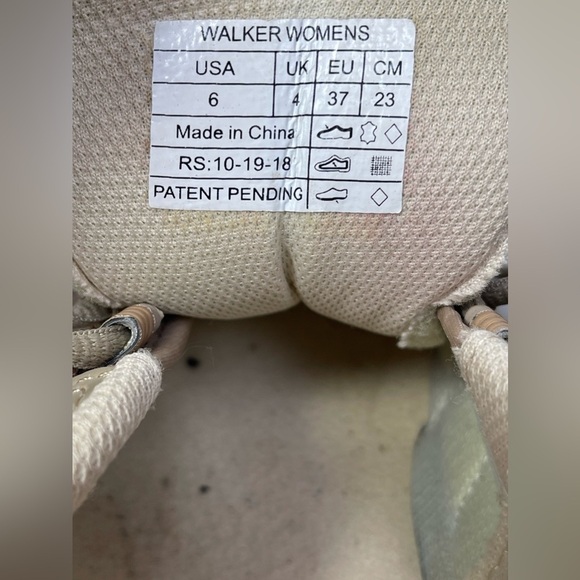 WALKER WOMENS
USA UK EU CM
6 4 37 23
Made in China
RS:10-19-18
PATENT PENDING